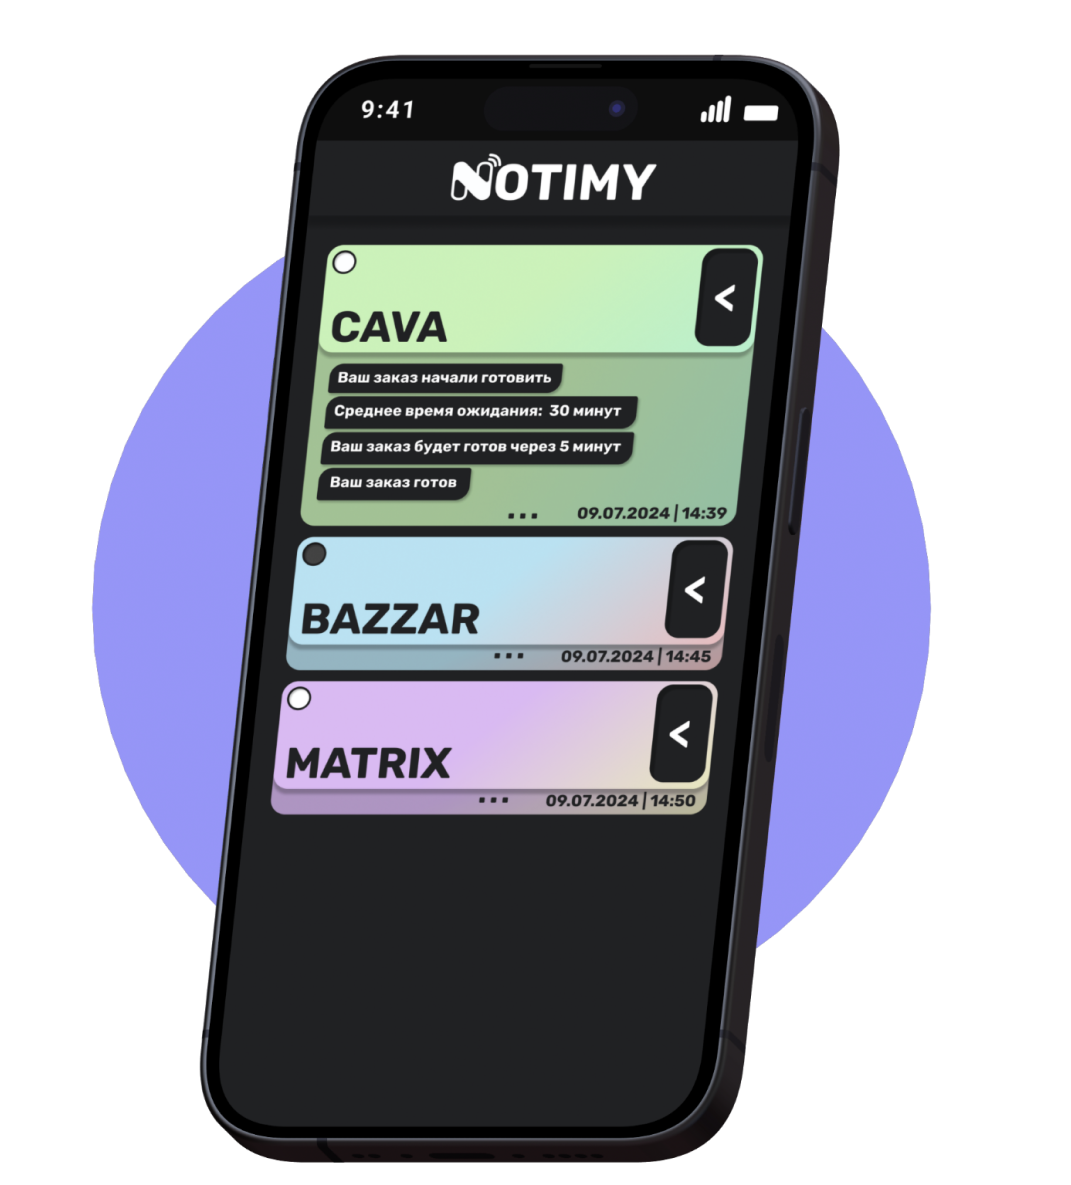 9:41
NOTIMY
<
CAVA
Ваш заказ начали готовить
Среднее время ожидания: 30 минут
Ваш заказ будет готов через 5 минут
Ваш заказ готов
... 09.07.2024 | 14:39
<
BAZZAR
... 09.07.2024 | 14:45
<
MATRIX
... 09.07.2024 | 14:50